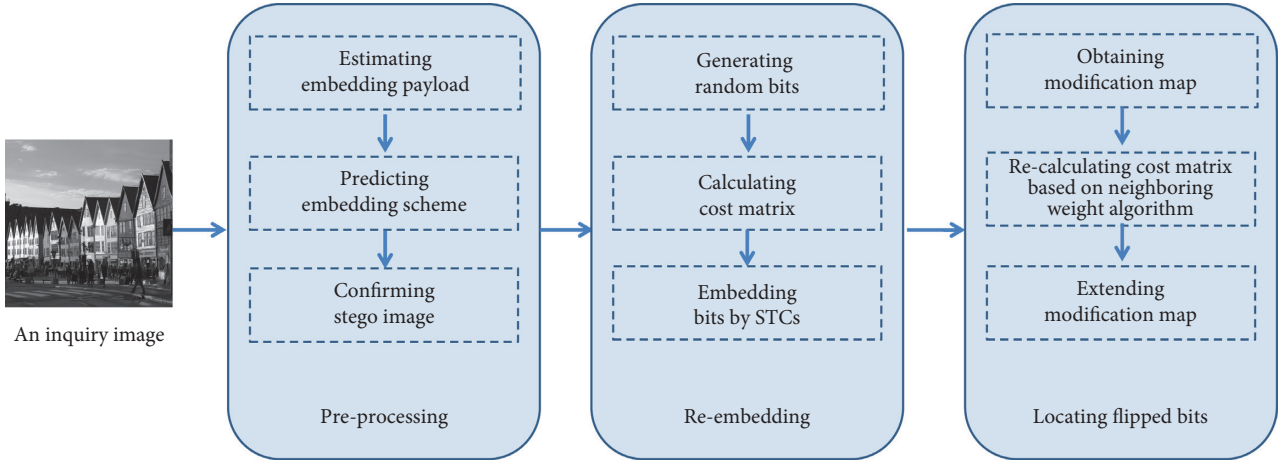 An inquiry image
Estimating
embedding payload
Predicting
embedding scheme
Confirming
stego image
Pre-processing
Generating
random bits
Calculating
cost matrix
Embedding
bits by STCs
Re-embedding
Obtaining
modification map
Re-calculating cost matrix
based on neighboring
weight algorithm
Extending
modification map
Locating flipped bits